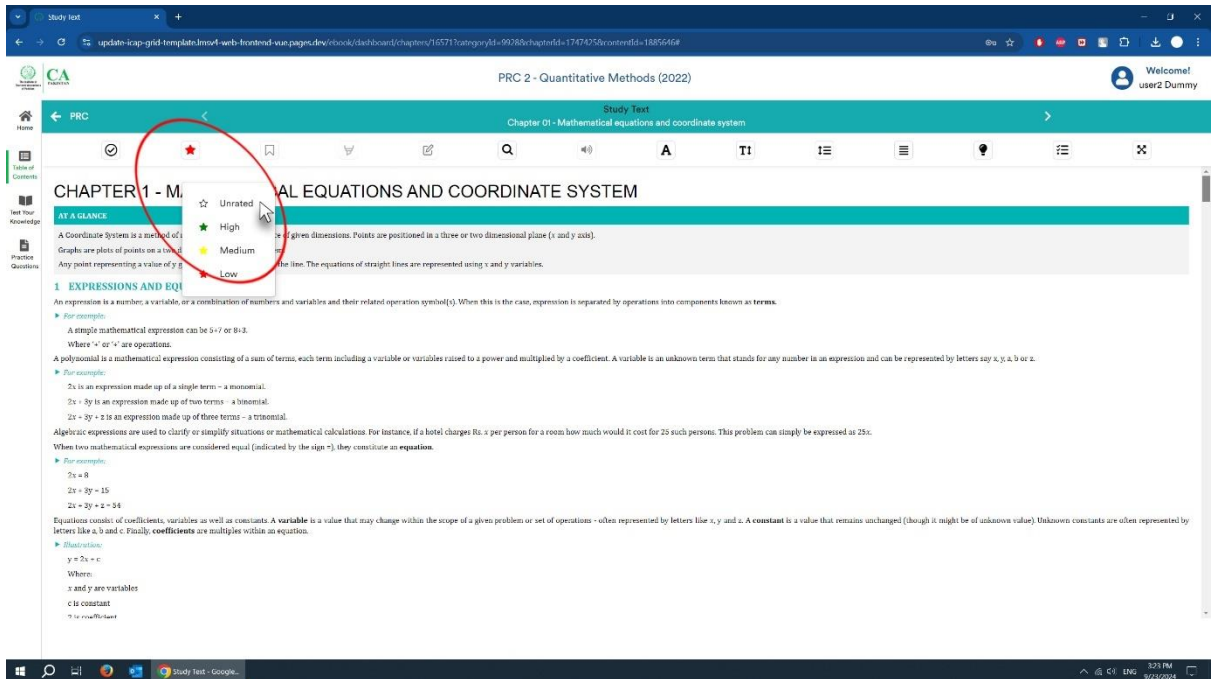 Study Text
update-icap-grid-template.lmsv4-web-frontend-vue.pages.dev/ebook/dashboard/chapters/16571?categoryId=9928&chapterId=1747425&contentId=1885646#
CA
PAKISTAN
PRC 2 - Quantitative Methods (2022)
Welcome!
user2 Dummy
Home
PRC
Study Text
Chapter 01 - Mathematical equations and coordinate system
Table of
Contents
Test Your
Knowledge
Practice
Questions
CHAPTER 1 - MA AL EQUATIONS AND COORDINATE SYSTEM
Unrated
High
Medium
Low
AT A GLANCE
A Coordinate System is a method of of given dimensions. Points are positioned in a three or two dimensional plane (x and y axis).
Graphs are plots of points on a two
Any point representing a value of y the line. The equations of straight lines are represented using x and y variables.
1 EXPRESSIONS AND EQU
An expression is a number, a variable, or a combination of numbers and variables and their related operation symbol(s). When this is the case, expression is separated by operations into components known as terms.
For example:
A simple mathematical expression can be 5+7 or 8÷3.
Where '+' or '÷' are operations.
A polynomial is a mathematical expression consisting of a sum of terms, each term including a variable or variables raised to a power and multiplied by a coefficient. A variable is an unknown term that stands for any number in an expression and can be represented by letters say x, y, a, b or z.
For example:
2x is an expression made up of a single term – a monomial.
2x + 3y is an expression made up of two terms – a binomial.
2x + 3y + z is an expression made up of three terms – a trinomial.
Algebraic expressions are used to clarify or simplify situations or mathematical calculations. For instance, if a hotel charges Rs. x per person for a room how much would it cost for 25 such persons. This problem can simply be expressed as 25x.
When two mathematical expressions are considered equal (indicated by the sign =), they constitute an equation.
For example:
2x = 8
2x + 3y = 15
2x + 3y + z = 54
Equations consist of coefficients, variables as well as constants. A variable is a value that may change within the scope of a given problem or set of operations - often represented by letters like x, y and z. A constant is a value that remains unchanged (though it might be of unknown value). Unknown constants are often represented by
letters like a, b and c. Finally, coefficients are multiples within an equation.
Illustration:
y = 2x + c
Where:
x and y are variables
c is constant
2 is coefficient
Study Text - Google...
ENG
3:23 PM
9/23/2024